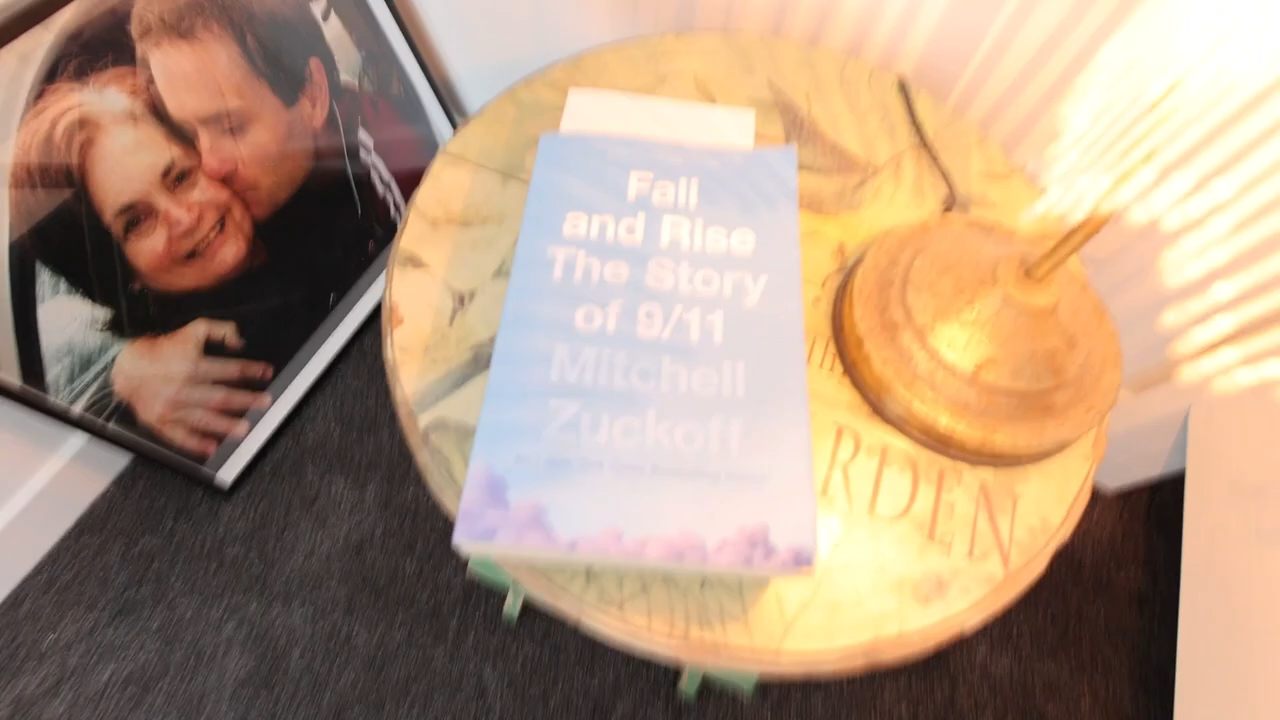 Fall
and Rise
The Story
of 9/11
Mitchell
Zuckoff
RDEN